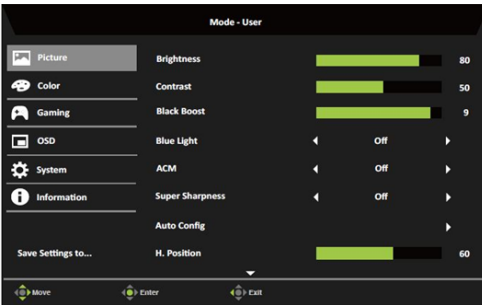 Mode - User
Picture
Brightness 80
Color
Contrast 50
Gaming
Black Boost 9
OSD
Blue Light Off
System
ACM Off
Information
Super Sharpness Off
Auto Config
Save Settings to...
H. Position 60
Move Enter Exit